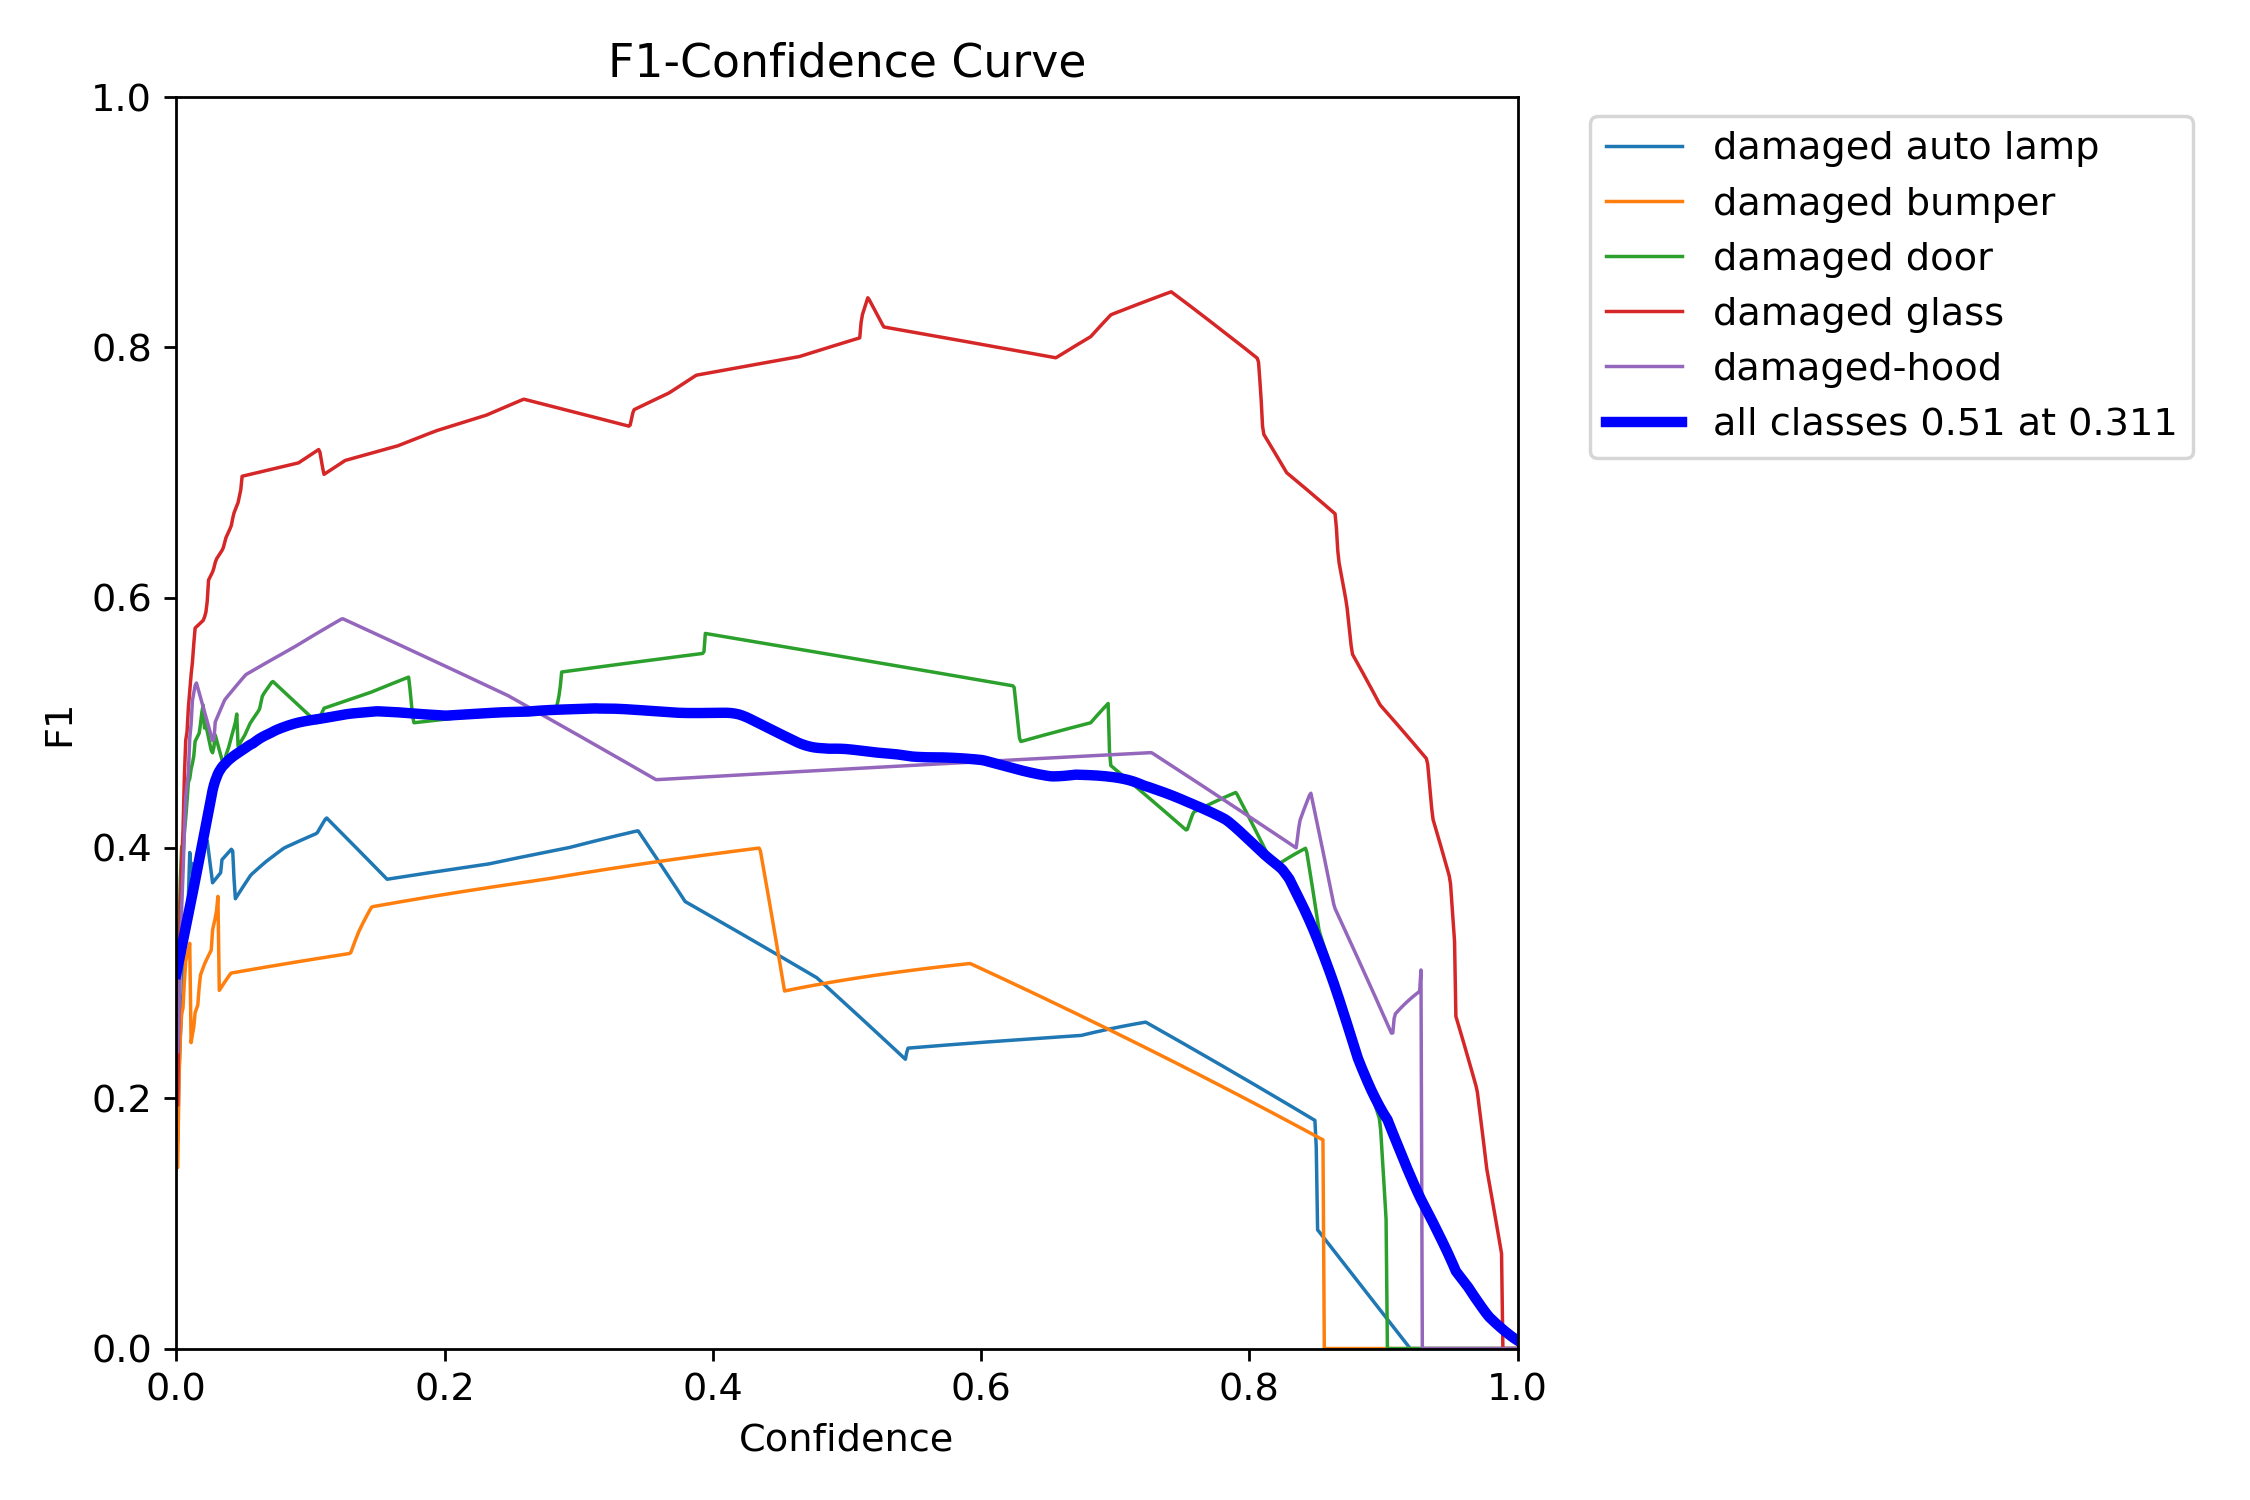 F1-Confidence Curve
1.0
0.8
0.6
0.4
0.2
0.0
F1
0.0 0.2 0.4 0.6 0.8 1.0
Confidence
damaged auto lamp
damaged bumper
damaged door
damaged glass
damaged-hood
all classes 0.51 at 0.311